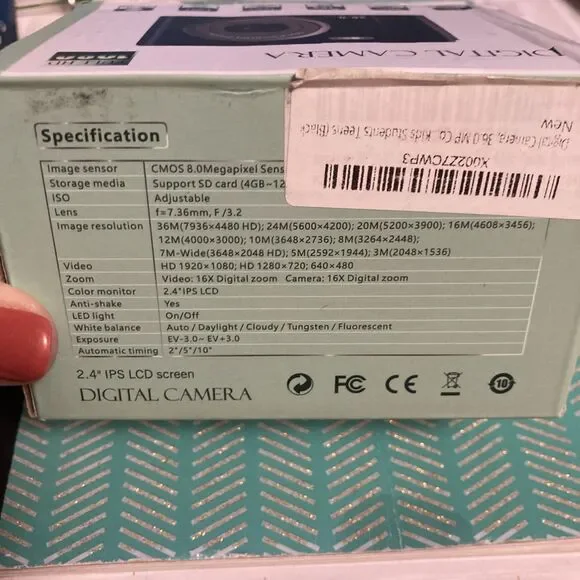 DIGITAL CAMERA
FULL HD 1080
Digital Camera, 36.0 MP Co Kids Students Teens (Black
New
X002Z7CWP3
Specification
Image sensor CMOS 8.0Megapixel Sens
Storage media Support SD card (4GB~12
ISO Adjustable
Lens f=7.36mm, F /3.2
Image resolution 36M(7936×4480 HD); 24M(5600×4200); 20M(5200×3900); 16M(4608×3456);
12M(4000×3000); 10M(3648×2736); 8M(3264×2448);
7M-Wide(3648×2048 HD); 5M(2592×1944); 3M(2048×1536)
Video HD 1920×1080; HD 1280×720; 640×480
Zoom Video: 16X Digital zoom Camera: 16X Digital zoom
Color monitor 2.4"IPS LCD
Anti-shake Yes
LED light On/Off
White balance Auto / Daylight / Cloudy / Tungsten / Fluorescent
Exposure EV-3.0~ EV+3.0
Automatic timing 2"/5"/10"
2.4" IPS LCD screen
DIGITAL CAMERA
FC CE 10